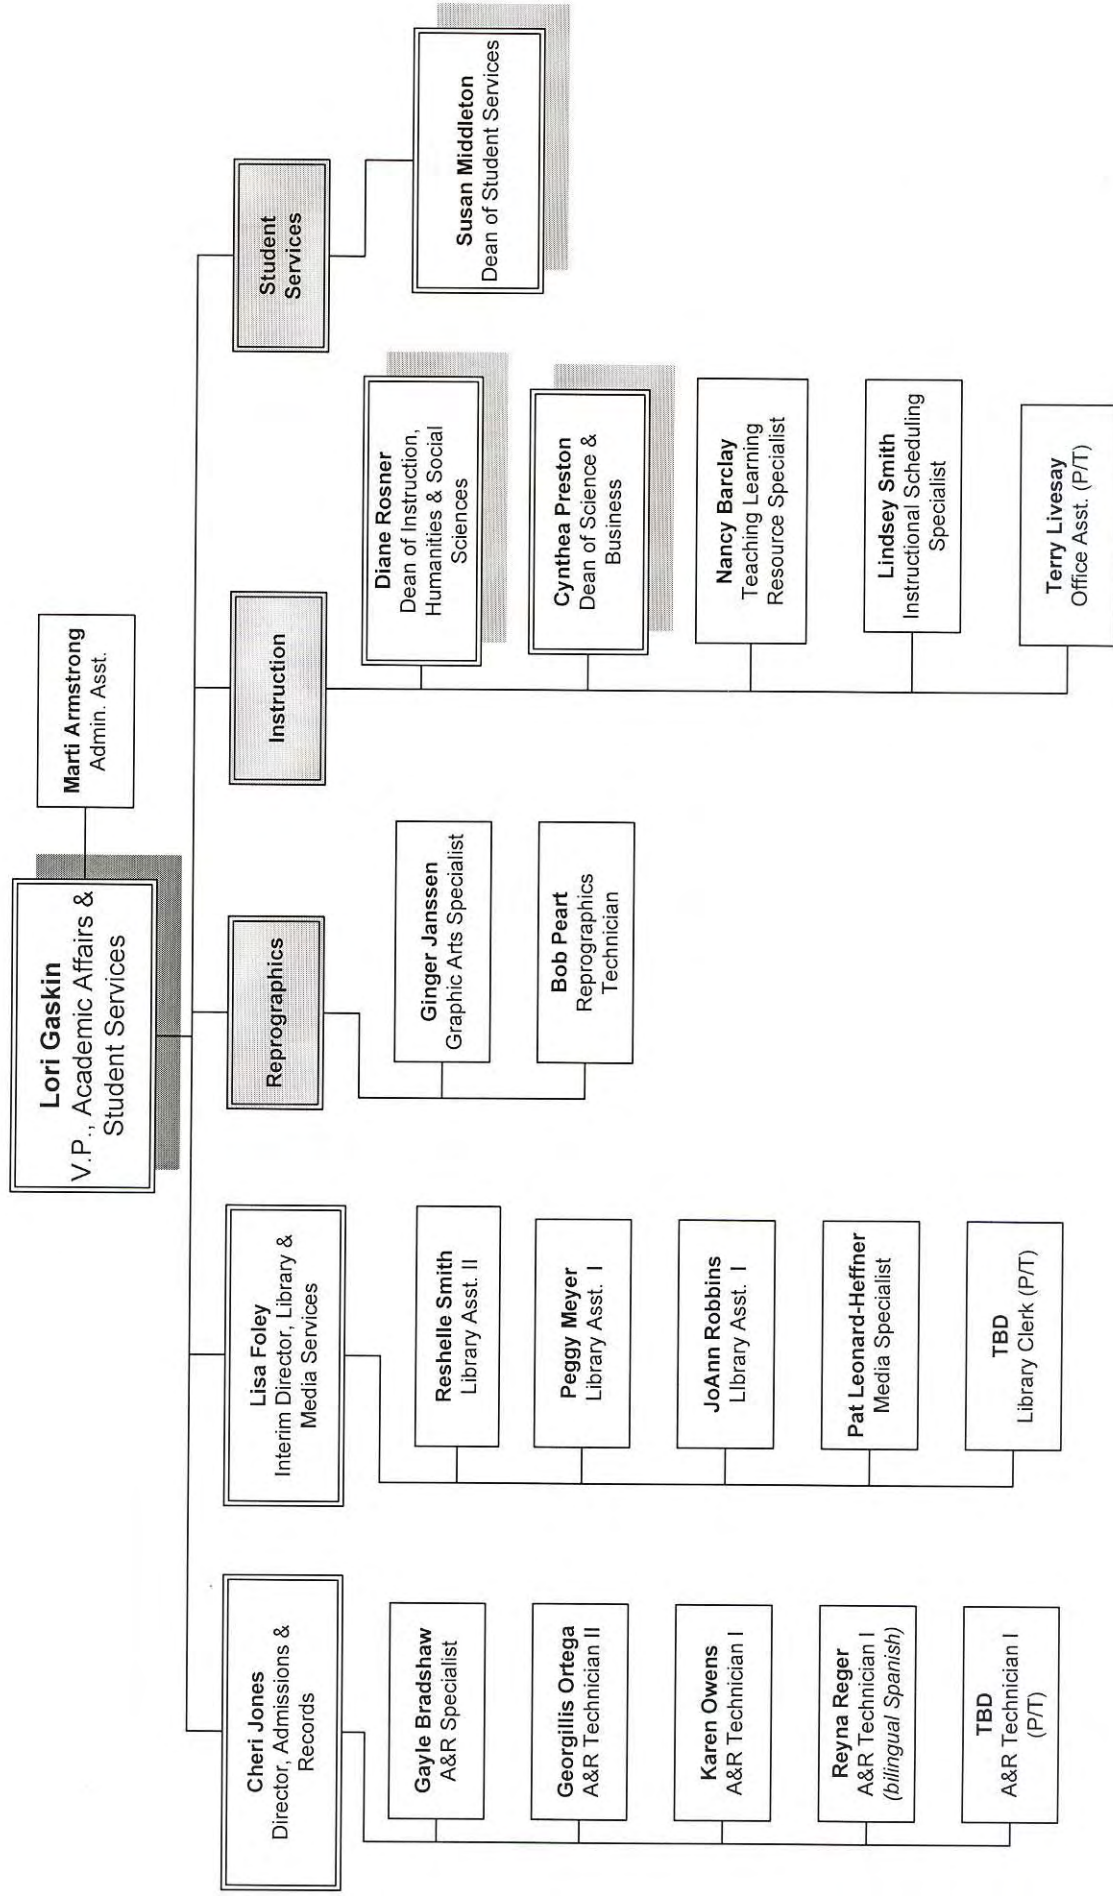 Lori Gaskin
V.P., Academic Affairs &
Student Services
Marti Armstrong
Admin. Asst.
Cheri Jones
Director, Admissions &
Records
Gayle Bradshaw
A&R Specialist
Georgillis Ortega
A&R Technician II
Karen Owens
A&R Technician I
Reyna Reger
A&R Technician I
(bilingual Spanish)
TBD
A&R Technician I
(P/T)
Lisa Foley
Interim Director, Library &
Media Services
Reshelle Smith
Library Asst. II
Peggy Meyer
Library Asst. I
JoAnn Robbins
LIbrary Asst. I
Pat Leonard-Heffner
Media Specialist
TBD
Library Clerk (P/T)
Reprographics
Ginger Janssen
Graphic Arts Specialist
Bob Peart
Reprographics
Technician
Instruction
Diane Rosner
Dean of Instruction,
Humanities & Social
Sciences
Cynthea Preston
Dean of Science &
Business
Nancy Barclay
Teaching Learning
Resource Specialist
Lindsey Smith
Instructional Scheduling
Specialist
Terry Livesay
Office Asst. (P/T)
Student
Services
Susan Middleton
Dean of Student Services